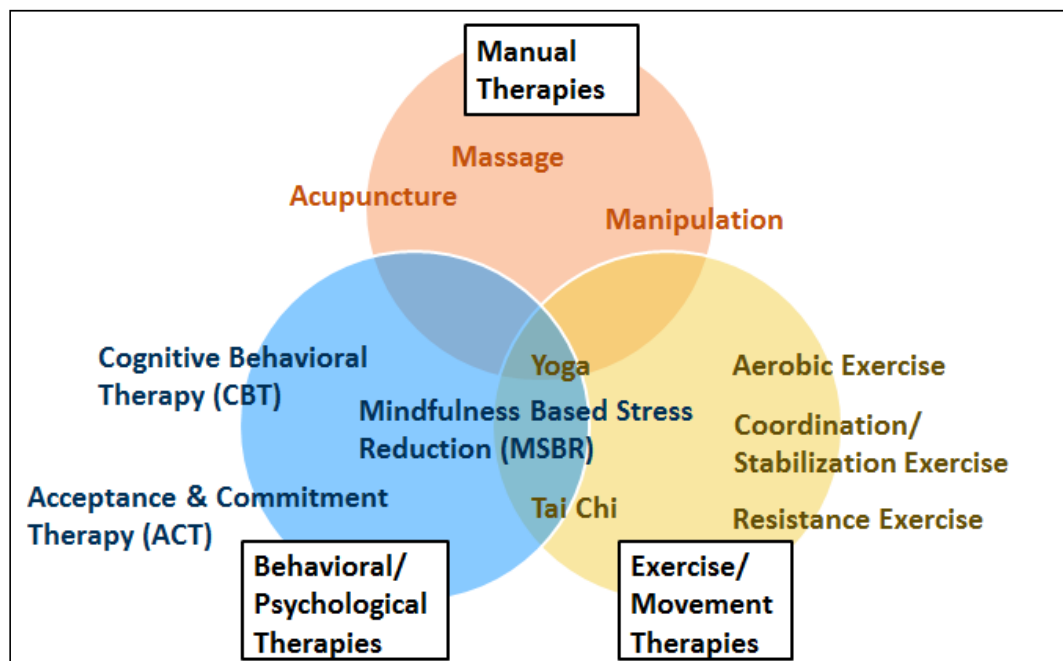 Manual
Therapies
Massage
Acupuncture
Manipulation
Cognitive Behavioral
Therapy (CBT)
Yoga
Aerobic Exercise
Mindfulness Based Stress
Reduction (MSBR)
Coordination/
Stabilization Exercise
Acceptance & Commitment
Therapy (ACT)
Tai Chi
Resistance Exercise
Behavioral/
Psychological
Therapies
Exercise/
Movement
Therapies